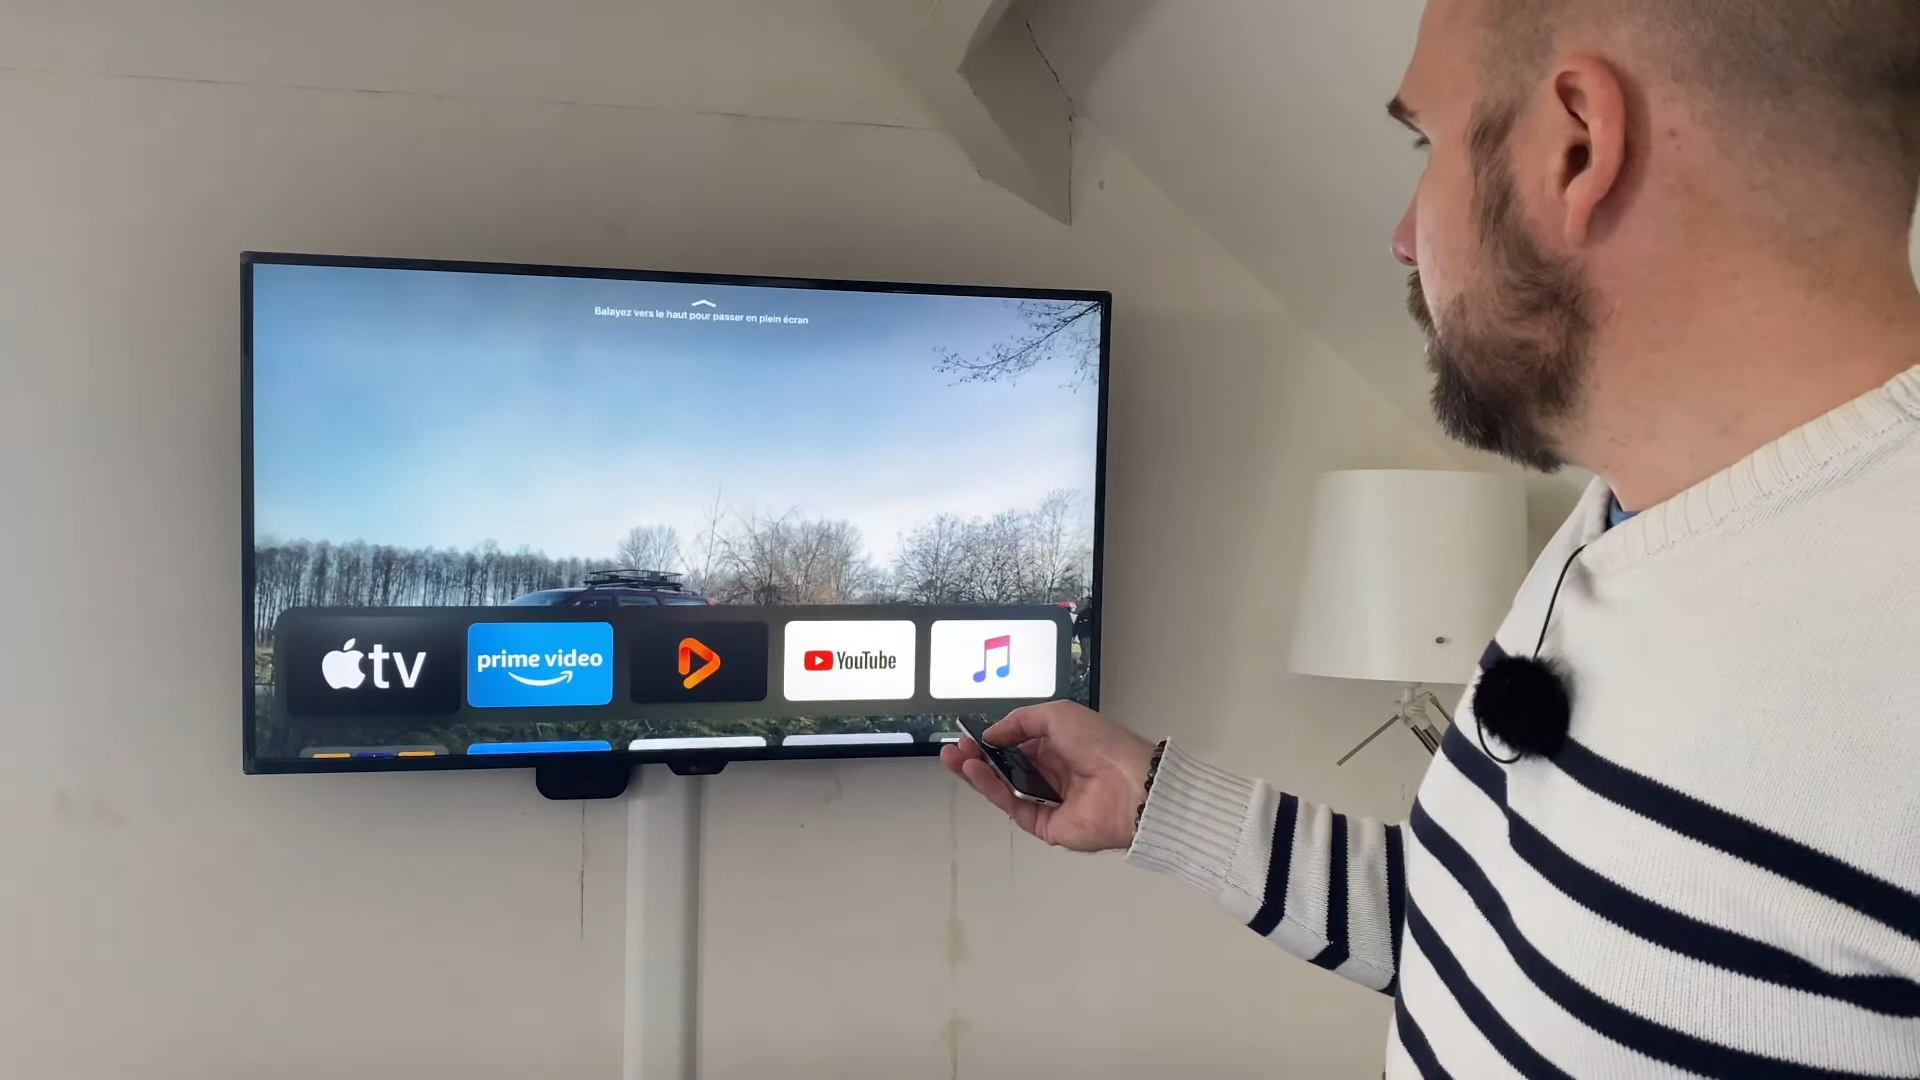 Balayez vers le haut pour passer en plein écran
tv
prime video
YouTube